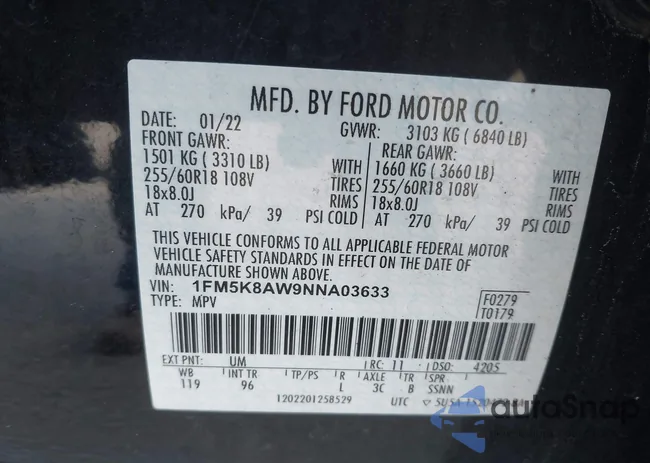 MFD. BY FORD MOTOR CO.
DATE: 01/22 GVWR: 3103 KG ( 6840 LB)
FRONT GAWR: REAR GAWR:
1501 KG ( 3310 LB) WITH 1660 KG ( 3660 LB) WITH
255/60R18 108V TIRES 255/60R18 108V TIRES
18x8.0J RIMS 18x8.0J RIMS
AT 270 kPa/ 39 PSI COLD AT 270 kPa/ 39 PSI COLD
THIS VEHICLE CONFORMS TO ALL APPLICABLE FEDERAL MOTOR
VEHICLE SAFETY STANDARDS IN EFFECT ON THE DATE OF
MANUFACTURE SHOWN ABOVE.
VIN: 1FM5K8AW9NNA03633
TYPE: MPV
F0279
T0179
EXT PNT: UM RC: 11 DSO: 4205
WB INT TR TP/PS R AXLE TR SPR
119 96 L 3C B SSNN
1202201258529 UTC
autoSnap